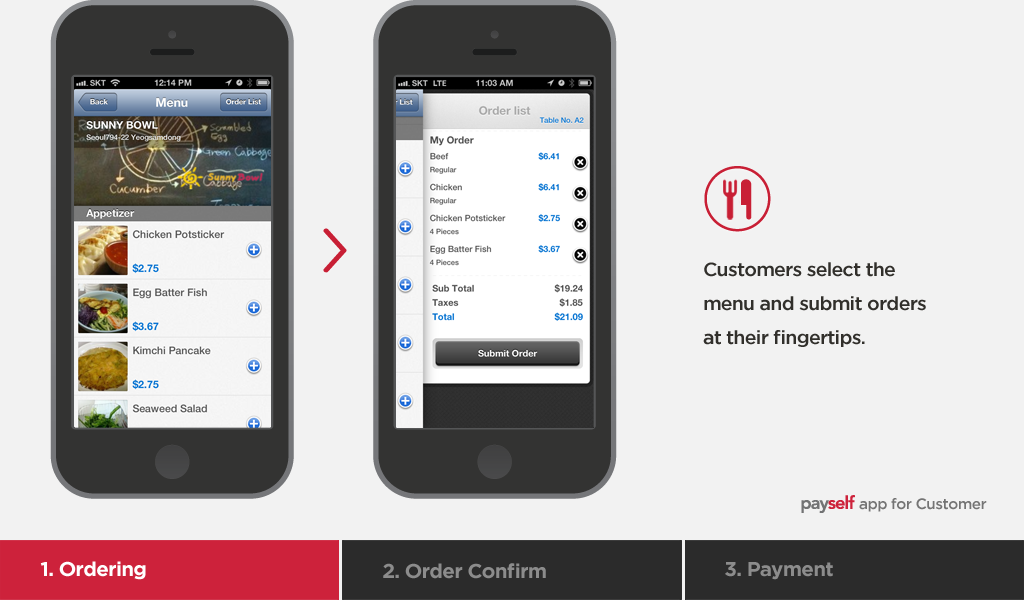 SKT
12:14 PM
Back
Menu
Order List
SUNNY BOWL
Seoul794-22 Yeogsamdong
Scrambled
Egg
Green Cabbage
Sunny Bowl
Cabbage
Cucumber
Appetizer
Chicken Potsticker
$2.75
Egg Batter Fish
$3.67
Kimchi Pancake
$2.75
Seaweed Salad
SKT LTE
11:03 AM
r List
Order list
Table No. A2
My Order
Beef $6.41
Regular
Chicken $6.41
Regular
Chicken Potsticker $2.75
4 Pieces
Egg Batter Fish $3.67
4 Pieces
Sub Total $19.24
Taxes $1.85
Total $21.09
Submit Order
Customers select the
menu and submit orders
at their fingertips.
payself app for Customer
1. Ordering
2. Order Confirm
3. Payment